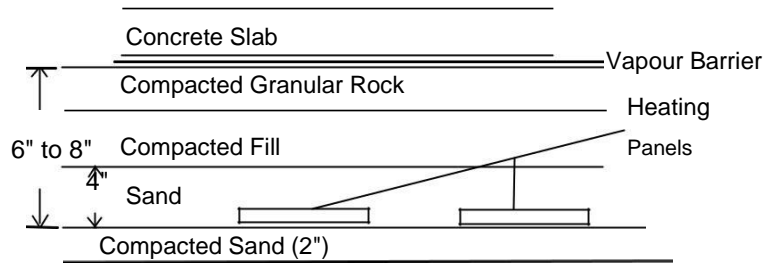 Concrete Slab
Vapour Barrier
Compacted Granular Rock
Heating
Panels
6" to 8"
Compacted Fill
4"
Sand
Compacted Sand (2")